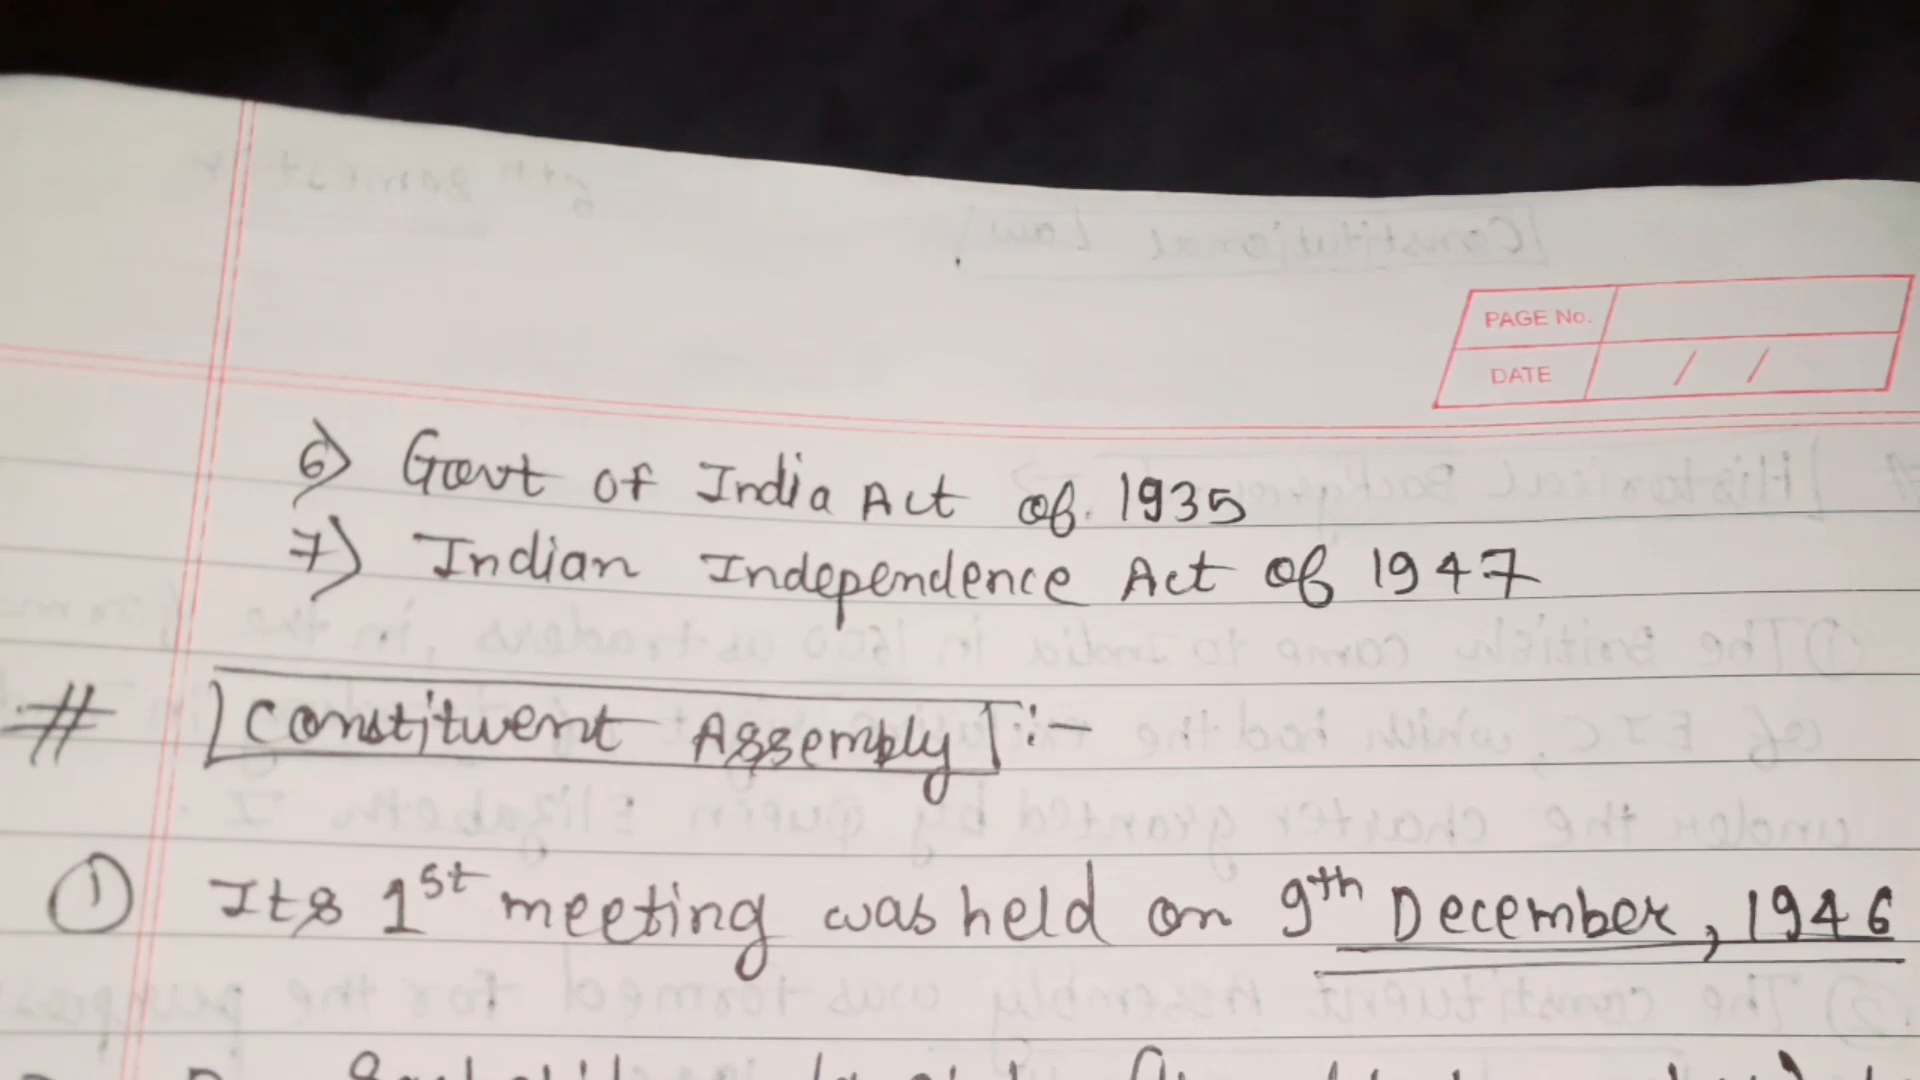 PAGE No.
DATE / /
6) Govt of India Act of 1935
7) Indian Independence Act of 1947
# Constituent Assembly :-
① Its 1st meeting was held on 9th December, 1946